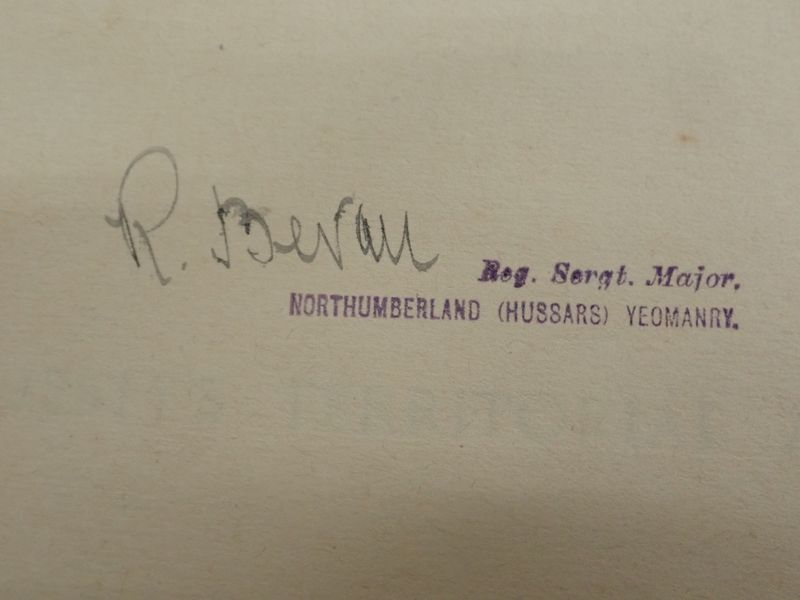 R. Bevan
Reg. Sergt. Major.
NORTHUMBERLAND (HUSSARS) YEOMANRY.